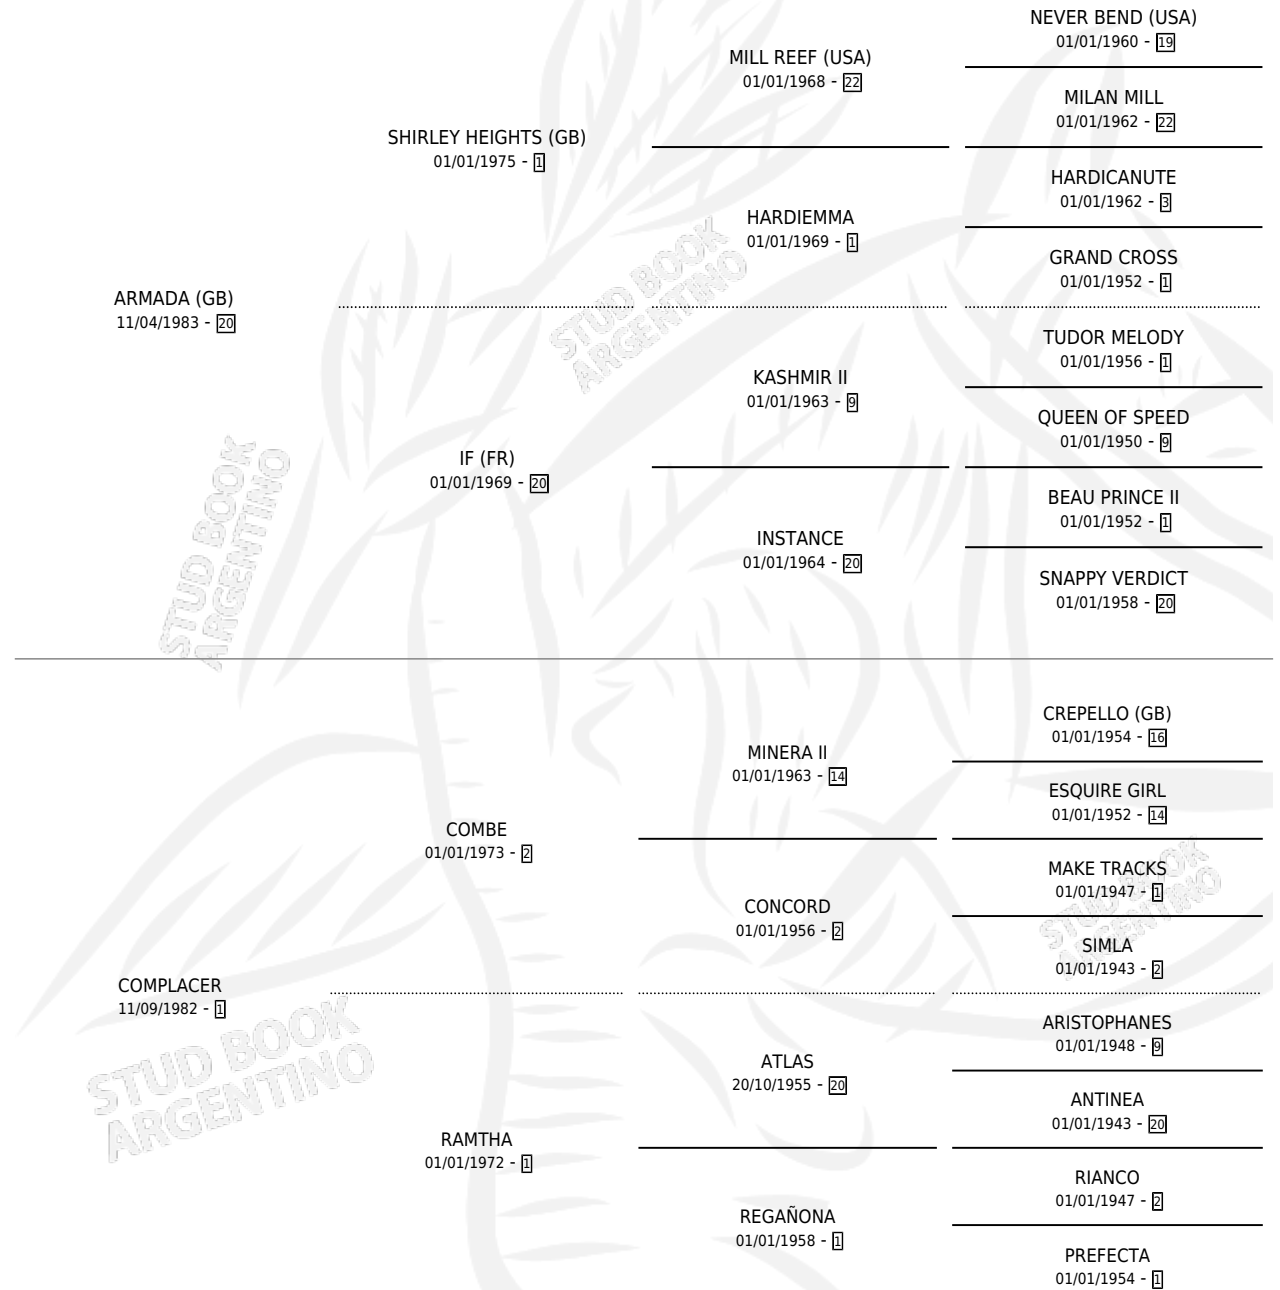 NEVER BEND (USA)
01/01/1960 - 19
MILL REEF (USA)
01/01/1968 - 22
MILAN MILL
01/01/1962 - 22
SHIRLEY HEIGHTS (GB)
01/01/1975 - 1
HARDICANUTE
01/01/1962 - 3
HARDIEMMA
01/01/1969 - 1
GRAND CROSS
01/01/1952 - 1
ARMADA (GB)
11/04/1983 - 20
STUD BOOK
ARGENTINO
TUDOR MELODY
01/01/1956 - 1
KASHMIR II
01/01/1963 - 9
QUEEN OF SPEED
01/01/1950 - 9
IF (FR)
01/01/1969 - 20
STUD BOOK
ARGENTINO
BEAU PRINCE II
01/01/1952 - 1
INSTANCE
01/01/1964 - 20
SNAPPY VERDICT
01/01/1958 - 20
CREPELLO (GB)
01/01/1954 - 16
MINERA II
01/01/1963 - 14
ESQUIRE GIRL
01/01/1952 - 14
COMBE
01/01/1973 - 2
MAKE TRACKS
01/01/1947 - 1
STUD BOOK
ARGENTINO
CONCORD
01/01/1956 - 2
SIMLA
01/01/1943 - 2
COMPLACER
11/09/1982 - 1
STUD BOOK
ARGENTINO
ARISTOPHANES
01/01/1948 - 9
ATLAS
20/10/1955 - 20
ANTINEA
01/01/1943 - 20
RAMTHA
01/01/1972 - 1
RIANCO
01/01/1947 - 2
REGAÑONA
01/01/1958 - 1
PREFECTA
01/01/1954 - 1